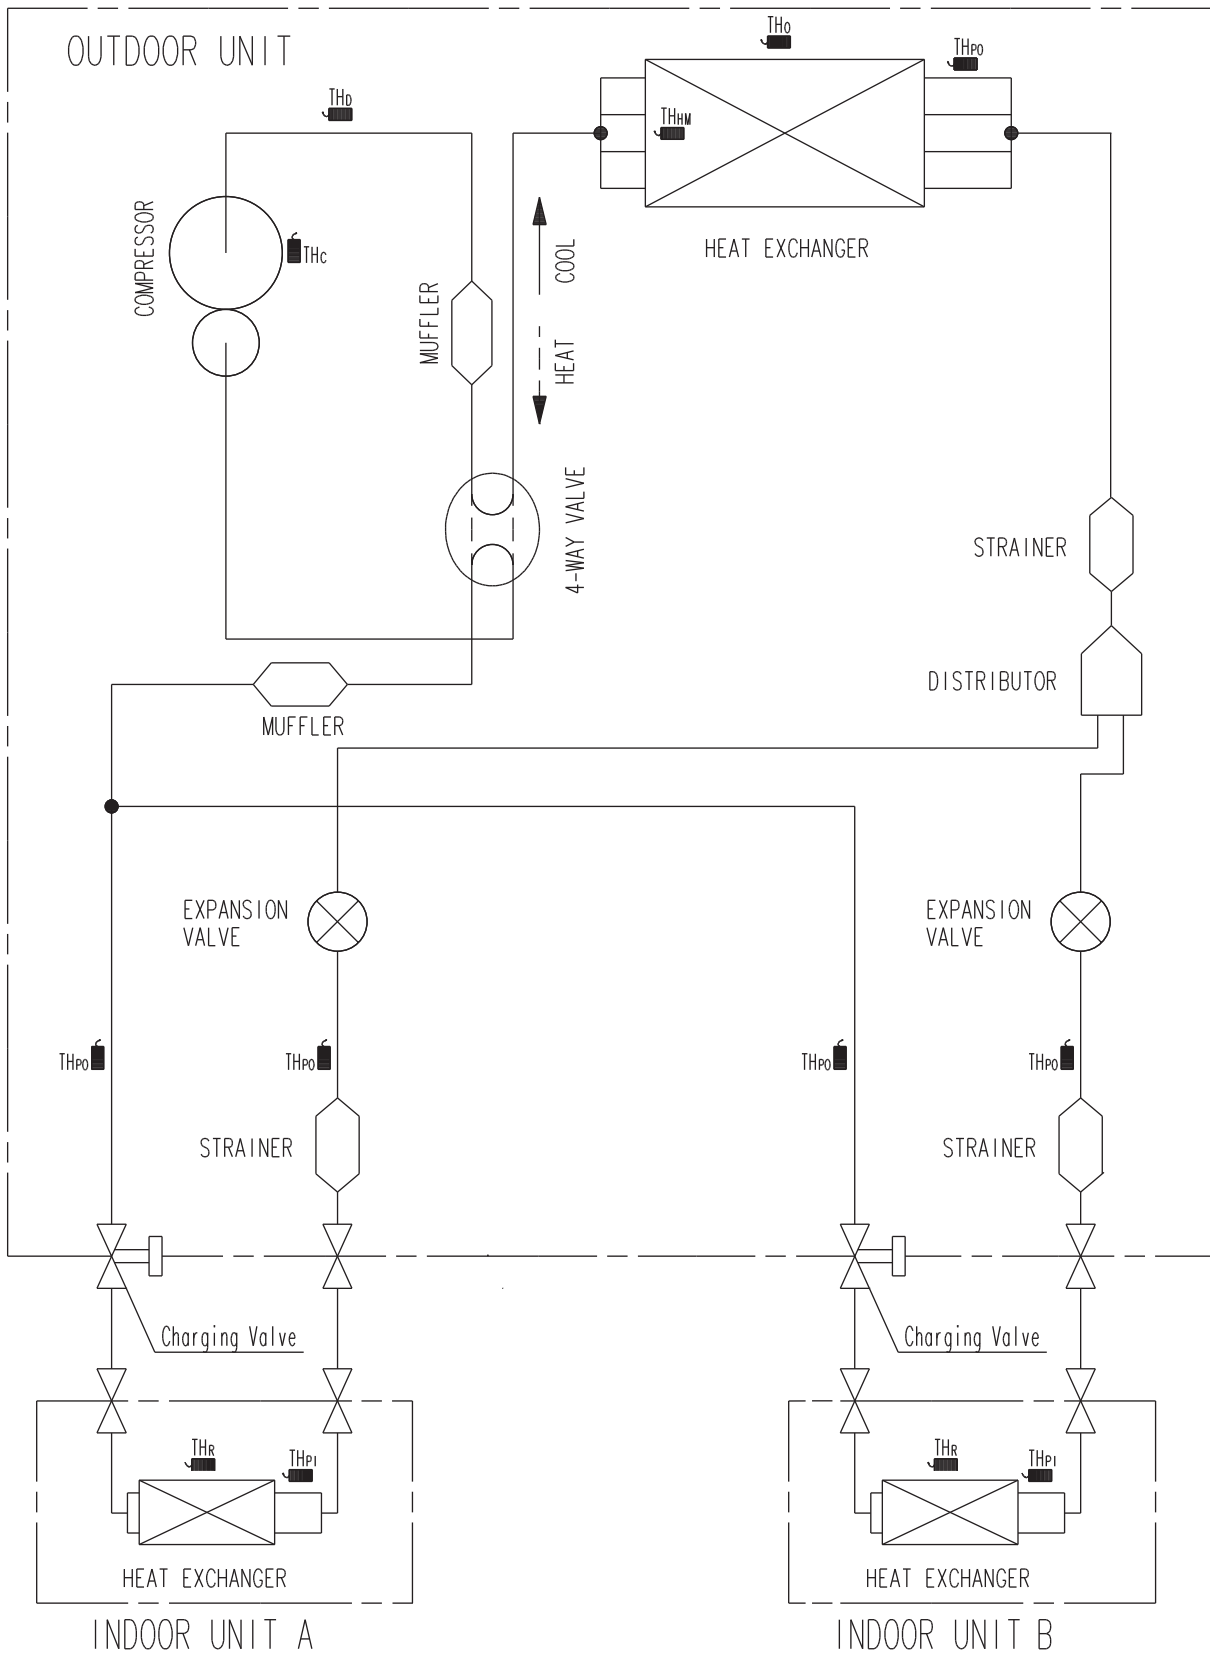 OUTDOOR UNIT
THO
THPO
THD
THHM
COMPRESSOR
THC
HEAT EXCHANGER
COOL
MUFFLER
HEAT
4-WAY VALVE
STRAINER
DISTRIBUTOR
MUFFLER
EXPANSION
VALVE
EXPANSION
VALVE
THPO
THPO
THPO
THPO
STRAINER
STRAINER
Charging Valve
Charging Valve
THR
THPI
THR
THPI
HEAT EXCHANGER
HEAT EXCHANGER
INDOOR UNIT A
INDOOR UNIT B